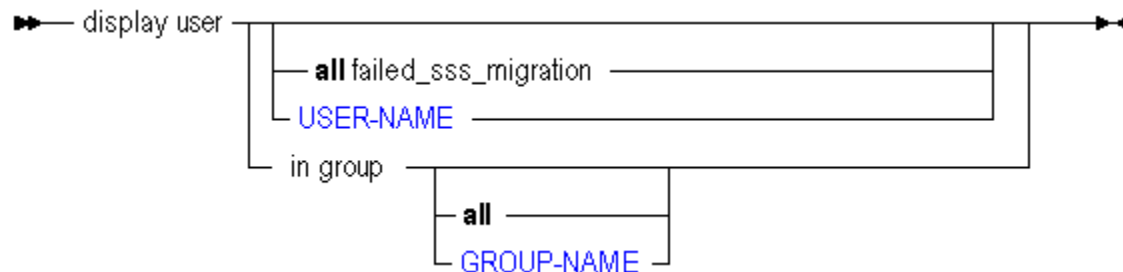 display user
all failed_sss_migration
USER-NAME
in group
all
GROUP-NAME